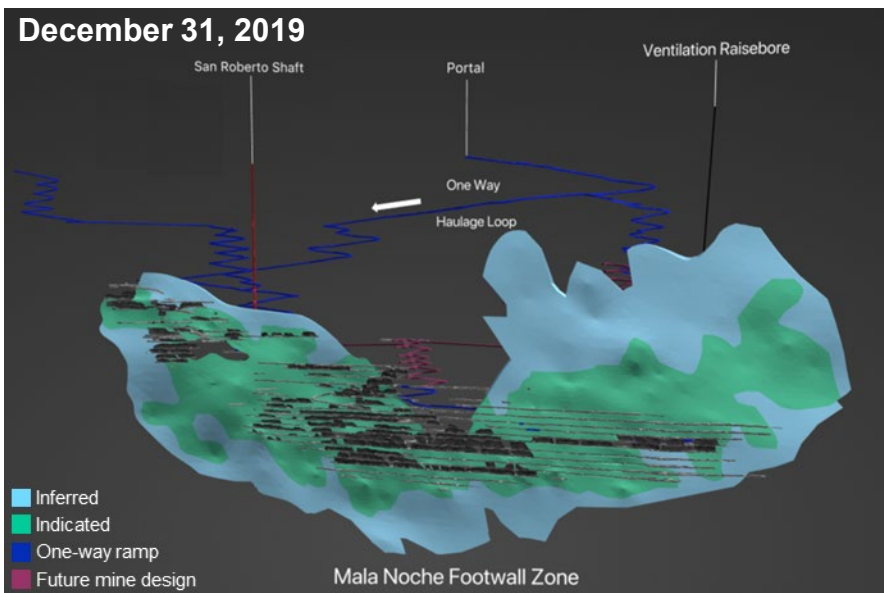 December 31, 2019
San Roberto Shaft
Portal
Ventilation Raisebore
One Way
Haulage Loop
Inferred
Indicated
One-way ramp
Future mine design
Mala Noche Footwall Zone